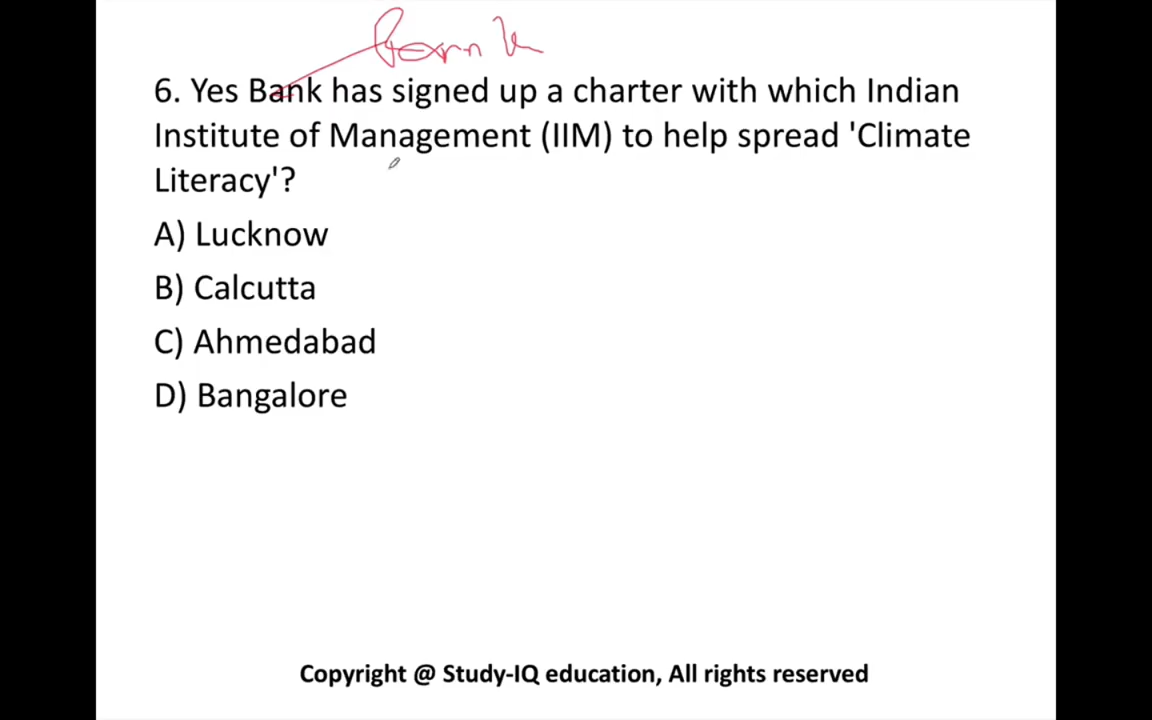 6. Yes Bank has signed up a charter with which Indian
Institute of Management (IIM) to help spread 'Climate
Literacy'?
A) Lucknow
B) Calcutta
C) Ahmedabad
D) Bangalore
Copyright @ Study-IQ education, All rights reserved